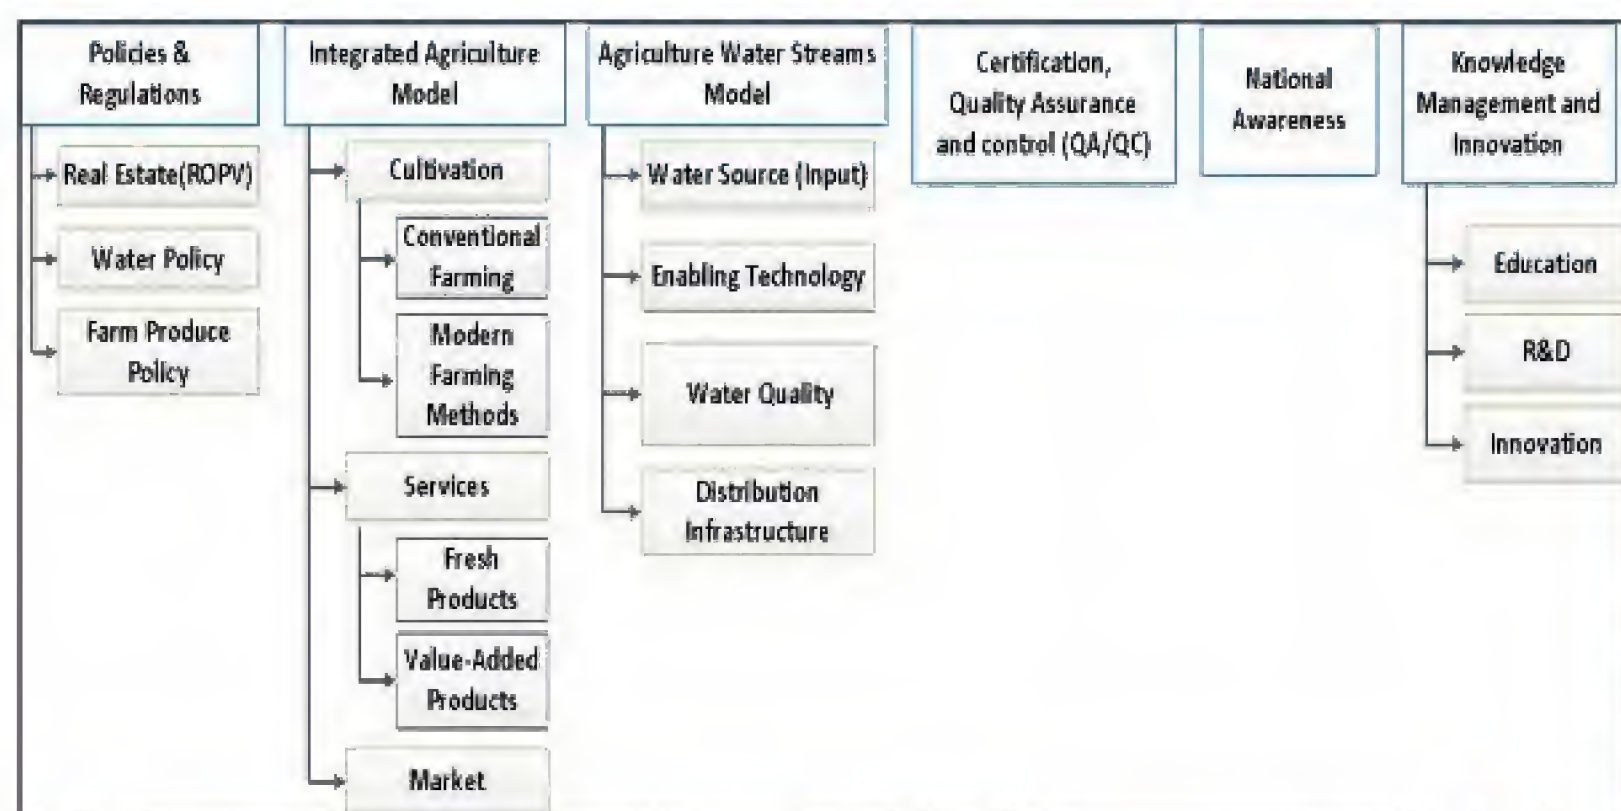 Policies &
Regulations
Real Estate(ROPV)
Water Policy
Farm Produce
Policy
Integrated Agriculture
Model
Cultivation
Conventional
Farming
Modern
Farming
Methods
Services
Fresh
Products
Value-Added
Products
Market
Agriculture Water Streams
Model
Water Source (Input)
Enabling Technology
Water Quality
Distribution
Infrastructure
Certification,
Quality Assurance
and control (QA/QC)
National
Awareness
Knowledge
Management and
Innovation
Education
R&D
Innovation